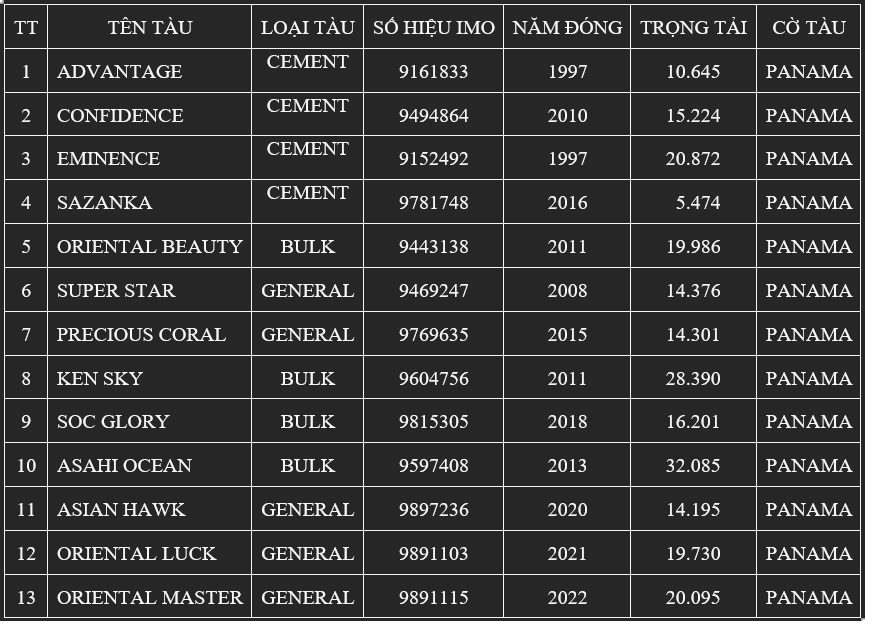 TT TÊN TÀU LOẠI TÀU SỐ HIỆU IMO NĂM ĐÓNG TRỌNG TẢI CỜ TÀU
1 ADVANTAGE CEMENT 9161833 1997 10.645 PANAMA
2 CONFIDENCE CEMENT 9494864 2010 15.224 PANAMA
3 EMINENCE CEMENT 9152492 1997 20.872 PANAMA
4 SAZANKA CEMENT 9781748 2016 5.474 PANAMA
5 ORIENTAL BEAUTY BULK 9443138 2011 19.986 PANAMA
6 SUPER STAR GENERAL 9469247 2008 14.376 PANAMA
7 PRECIOUS CORAL GENERAL 9769635 2015 14.301 PANAMA
8 KEN SKY BULK 9604756 2011 28.390 PANAMA
9 SOC GLORY BULK 9815305 2018 16.201 PANAMA
10 ASAHI OCEAN BULK 9597408 2013 32.085 PANAMA
11 ASIAN HAWK GENERAL 9897236 2020 14.195 PANAMA
12 ORIENTAL LUCK GENERAL 9891103 2021 19.730 PANAMA
13 ORIENTAL MASTER GENERAL 9891115 2022 20.095 PANAMA